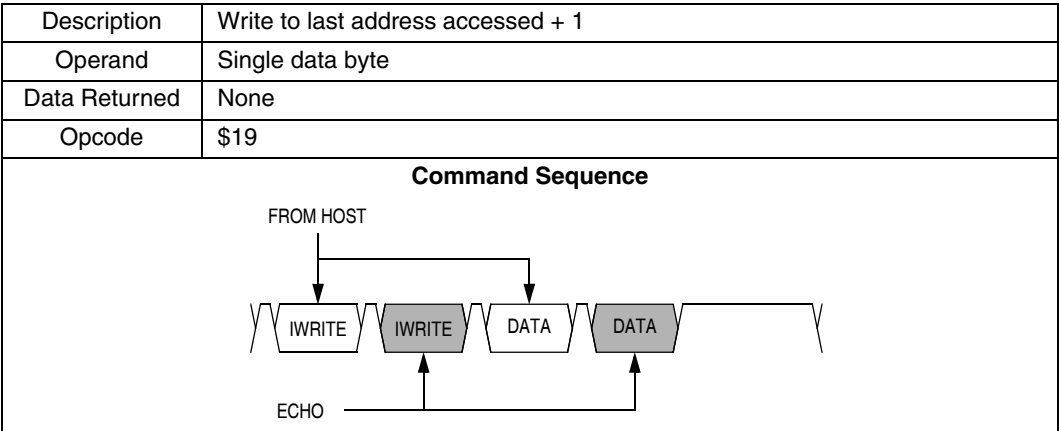 Description Write to last address accessed + 1
Operand Single data byte
Data Returned None
Opcode $19
Command Sequence
FROM HOST
IWRITE IWRITE DATA DATA
ECHO